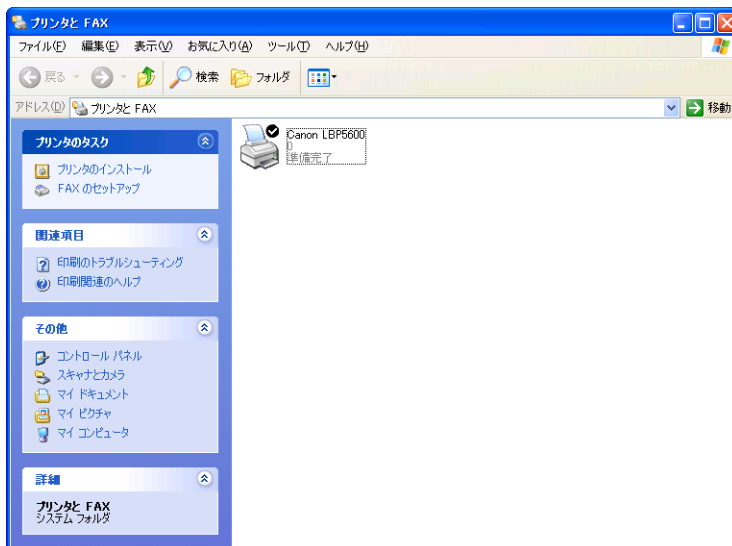 プリンタと FAX
ファイル(F) 編集(E) 表示(V) お気に入り(A) ツール(T) ヘルプ(H)
戻る 検索 フォルダ
アドレス(D) プリンタと FAX 移動
プリンタのタスク
プリンタのインストール
FAX のセットアップ
関連項目
印刷のトラブルシューティング
印刷関連のヘルプ
その他
コントロール パネル
スキャナとカメラ
マイ ドキュメント
マイ ピクチャ
マイ コンピュータ
詳細
プリンタと FAX
システム フォルダ
Canon LBP5600
0
準備完了